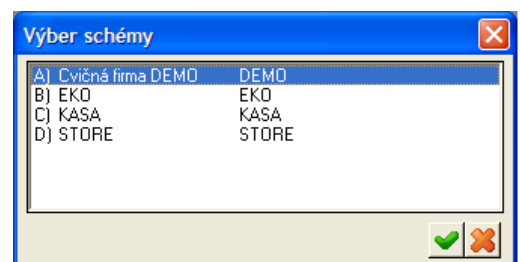 Výber schémy
A) Cvičná firma DEMO DEMO
B) EKO EKO
C) KASA KASA
D) STORE STORE